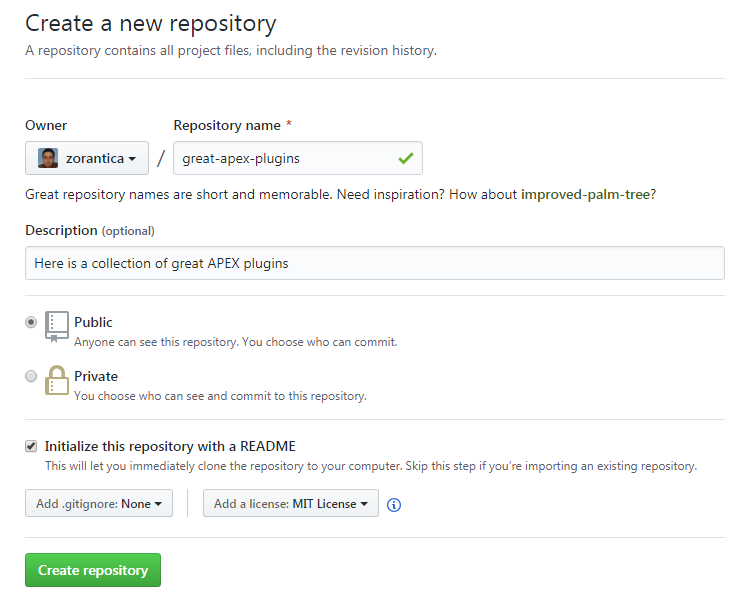 Create a new repository
A repository contains all project files, including the revision history.
Owner
Repository name *
zorantica
/
great-apex-plugins
Great repository names are short and memorable. Need inspiration? How about improved-palm-tree?
Description (optional)
Here is a collection of great APEX plugins
Public
Anyone can see this repository. You choose who can commit.
Private
You choose who can see and commit to this repository.
Initialize this repository with a README
This will let you immediately clone the repository to your computer. Skip this step if you’re importing an existing repository.
Add .gitignore: None
Add a license: MIT License
Create repository